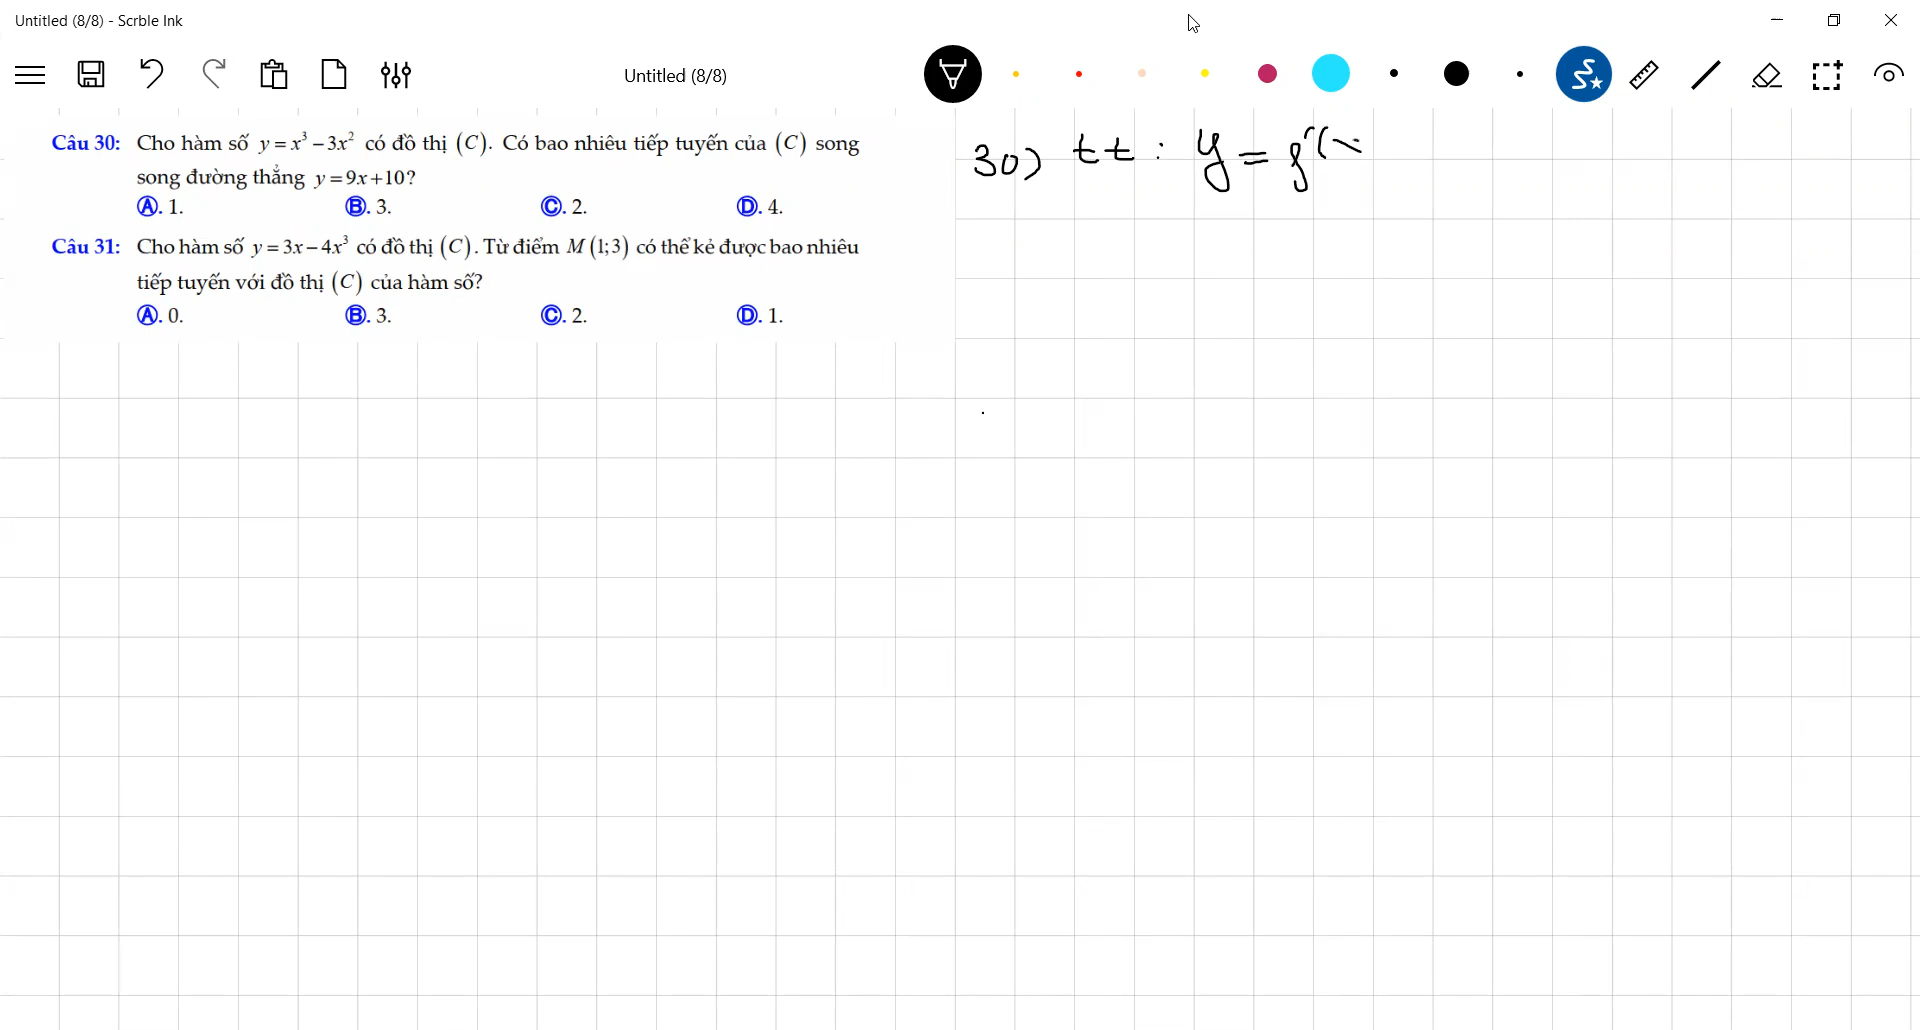 Untitled (8/8) - Scrble Ink
Untitled (8/8)
Câu 30: Cho hàm số y = x³ − 3x² có đồ thị (C). Có bao nhiêu tiếp tuyến của (C) song
song đường thẳng y = 9x + 10?
A. 1. B. 3. C. 2. D. 4.
Câu 31: Cho hàm số y = 3x − 4x³ có đồ thị (C). Từ điểm M(1;3) có thể kẻ được bao nhiêu
tiếp tuyến với đồ thị (C) của hàm số?
A. 0. B. 3. C. 2. D. 1.
30) tt : y = f'(